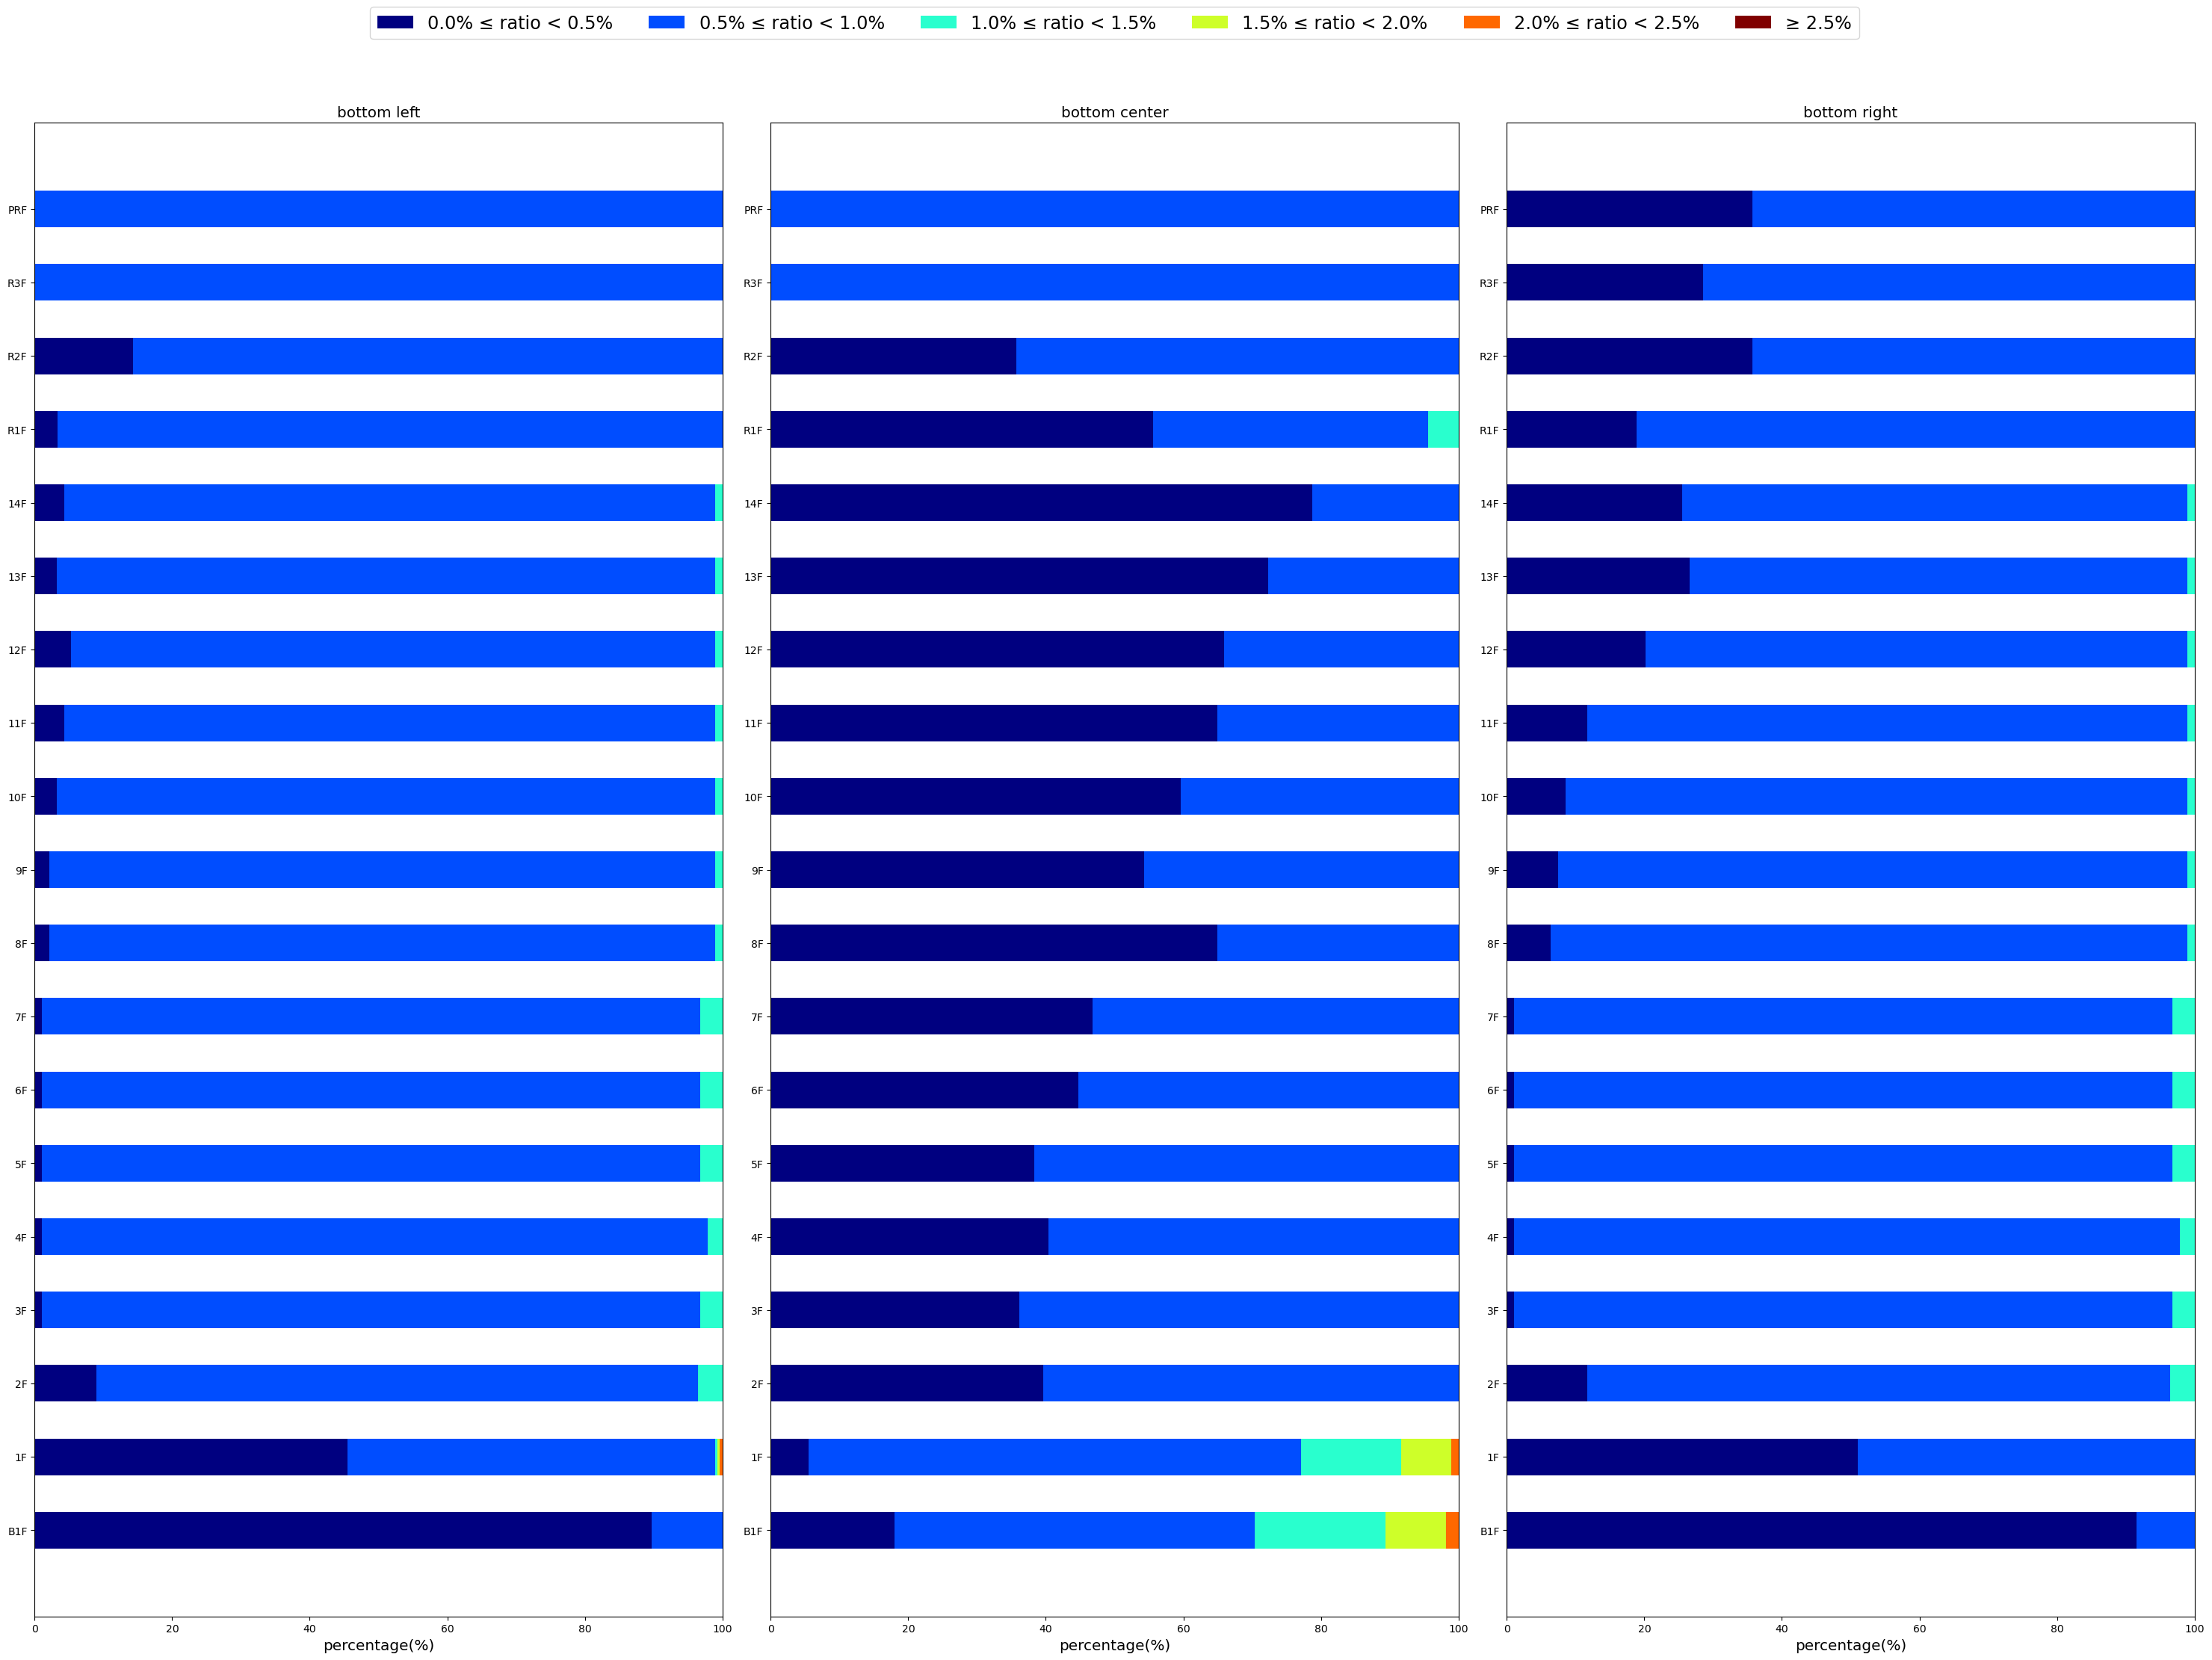 0.0% ≤ ratio < 0.5% 0.5% ≤ ratio < 1.0% 1.0% ≤ ratio < 1.5% 1.5% ≤ ratio < 2.0% 2.0% ≤ ratio < 2.5% ≥ 2.5%
bottom left
PRF
R3F
R2F
R1F
14F
13F
12F
11F
10F
9F
8F
7F
6F
5F
4F
3F
2F
1F
B1F
0 20 40 60 80 100
percentage(%)
bottom center
PRF
R3F
R2F
R1F
14F
13F
12F
11F
10F
9F
8F
7F
6F
5F
4F
3F
2F
1F
B1F
0 20 40 60 80 100
percentage(%)
bottom right
PRF
R3F
R2F
R1F
14F
13F
12F
11F
10F
9F
8F
7F
6F
5F
4F
3F
2F
1F
B1F
0 20 40 60 80 100
percentage(%)